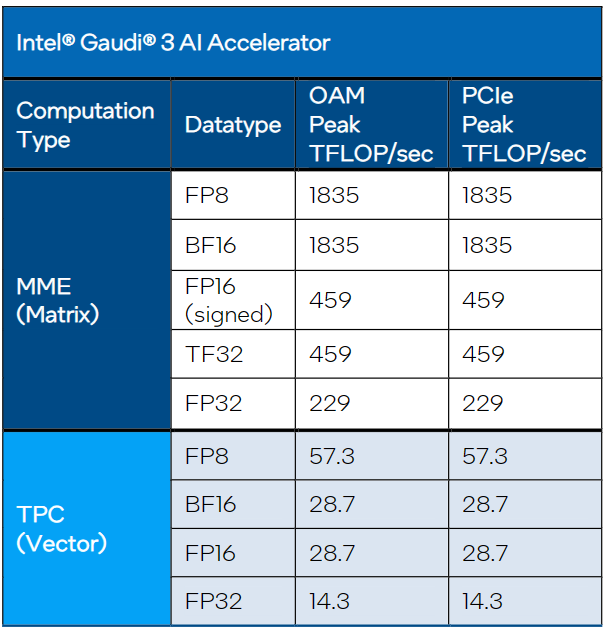 Intel® Gaudi® 3 AI Accelerator
Computation Type Datatype OAM Peak TFLOP/sec PCIe Peak TFLOP/sec
MME (Matrix)
FP8 1835 1835
BF16 1835 1835
FP16 (signed) 459 459
TF32 459 459
FP32 229 229
TPC (Vector)
FP8 57.3 57.3
BF16 28.7 28.7
FP16 28.7 28.7
FP32 14.3 14.3